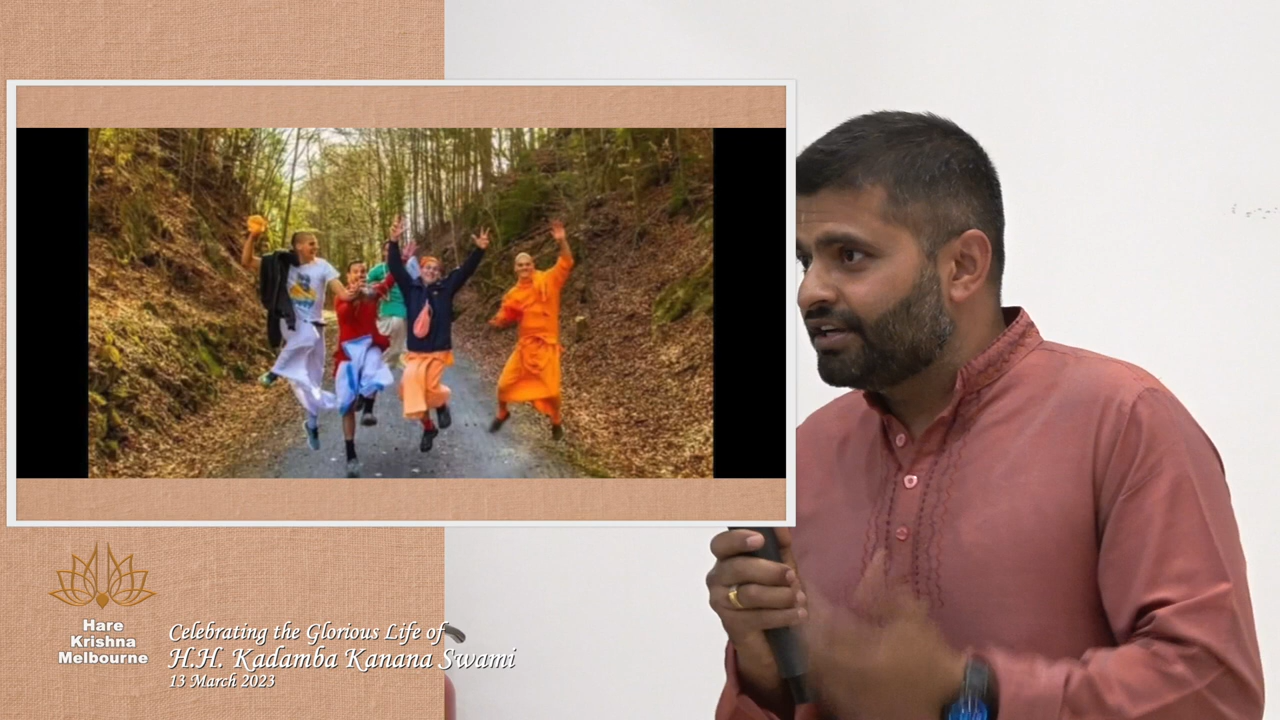 Hare
Krishna
Melbourne
Celebrating the Glorious Life of
H.H. Kadamba Kanana Swami
13 March 2023